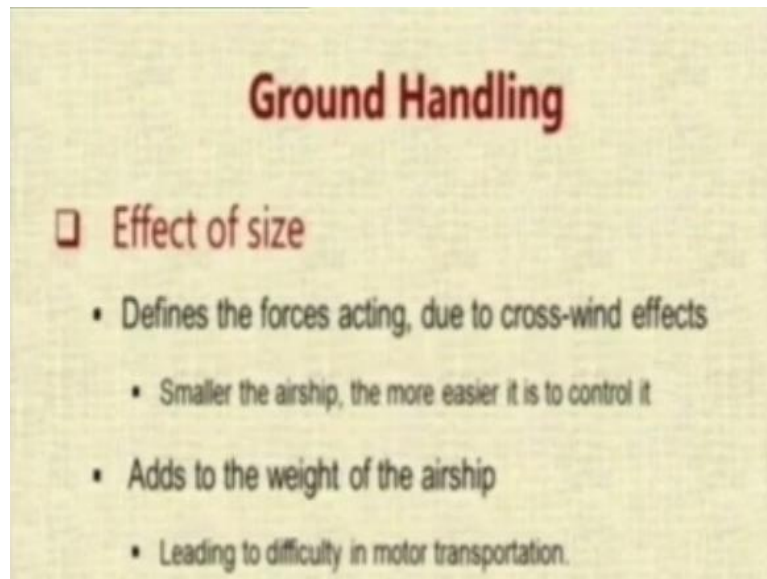 Ground Handling
Effect of size
Defines the forces acting, due to cross-wind effects
Smaller the airship, the more easier it is to control it
Adds to the weight of the airship
Leading to difficulty in motor transportation.